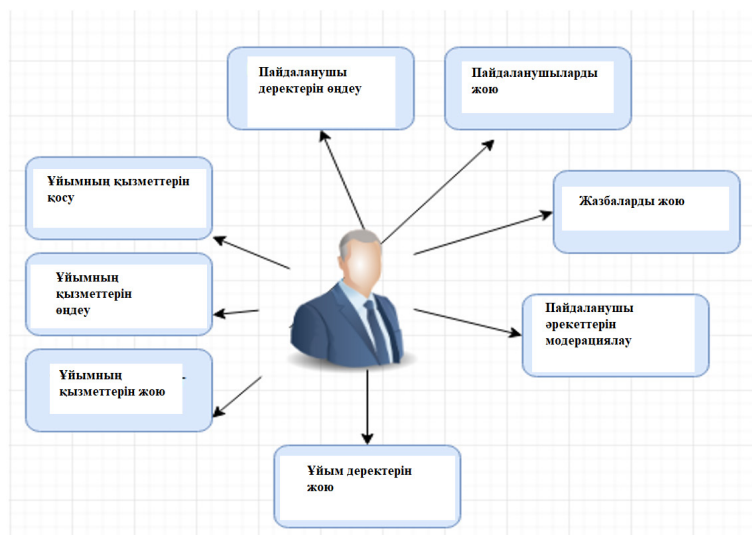 Пайдаланушы
деректерін өңдеу
Пайдаланушыларды
жою
Ұйымның қызметтерін
қосу
Жазбаларды жою
Ұйымның
қызметтерін
өңдеу
Пайдаланушы
әрекеттерін
модерациялау
Ұйымның
қызметтерін жою
Ұйым деректерін
жою